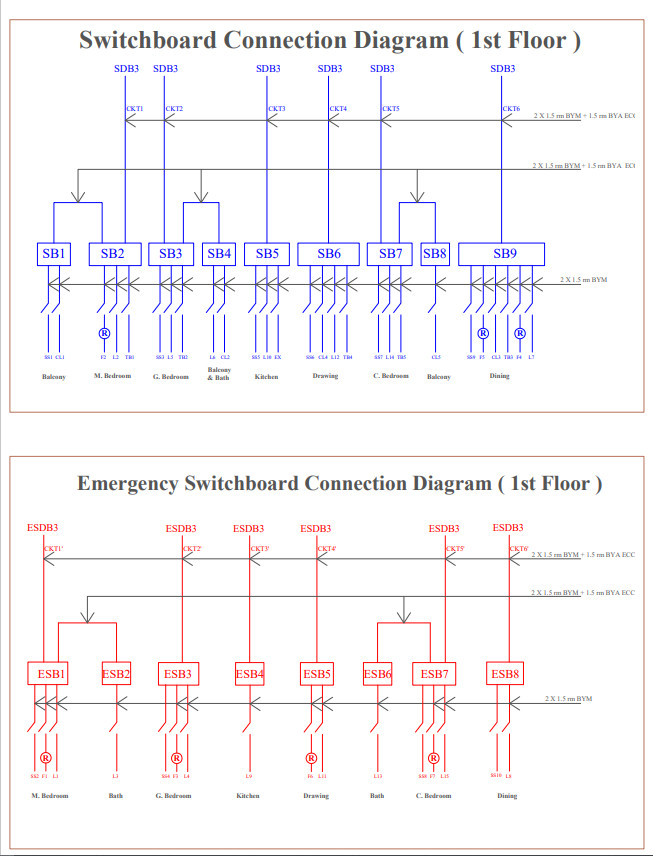 Switchboard Connection Diagram ( 1st Floor )
SDB3 SDB3 SDB3 SDB3 SDB3 SDB3
CKT1 CKT2 CKT3 CKT4 CKT5 CKT6
2 X 1.5 rm BYM + 1.5 rm BYA EC
2 X 1.5 rm BYM + 1.5 rm BYA EC
SB1 SB2 SB3 SB4 SB5 SB6 SB7 SB8 SB9
2 X 1.5 rm BYM
R R R
SS1 CL1 F2 L2 TB1 SS3 L5 TB2 L6 CL2 SS5 L10 EX SS6 CL4 L12 TB4 SS7 L14 TB5 CL5 SS9 F5 CL3 TB3 F4 L7
Balcony M. Bedroom G. Bedroom Balcony Kitchen Drawing C. Bedroom Balcony Dining
& Bath
Emergency Switchboard Connection Diagram ( 1st Floor )
ESDB3 ESDB3 ESDB3 ESDB3 ESDB3 ESDB3
CKT1' CKT2' CKT3' CKT4' CKT5' CKT6'
2 X 1.5 rm BYM + 1.5 rm BYA ECC
2 X 1.5 rm BYM + 1.5 rm BYA ECC
ESB1 ESB2 ESB3 ESB4 ESB5 ESB6 ESB7 ESB8
2 X 1.5 rm BYM
R R R R
SS2 F1 L1 L3 SS4 F3 L4 L9 F6 L11 L13 SS8 F7 L15 SS10 L8
M. Bedroom Bath G. Bedroom Kitchen Drawing Bath C. Bedroom Dining